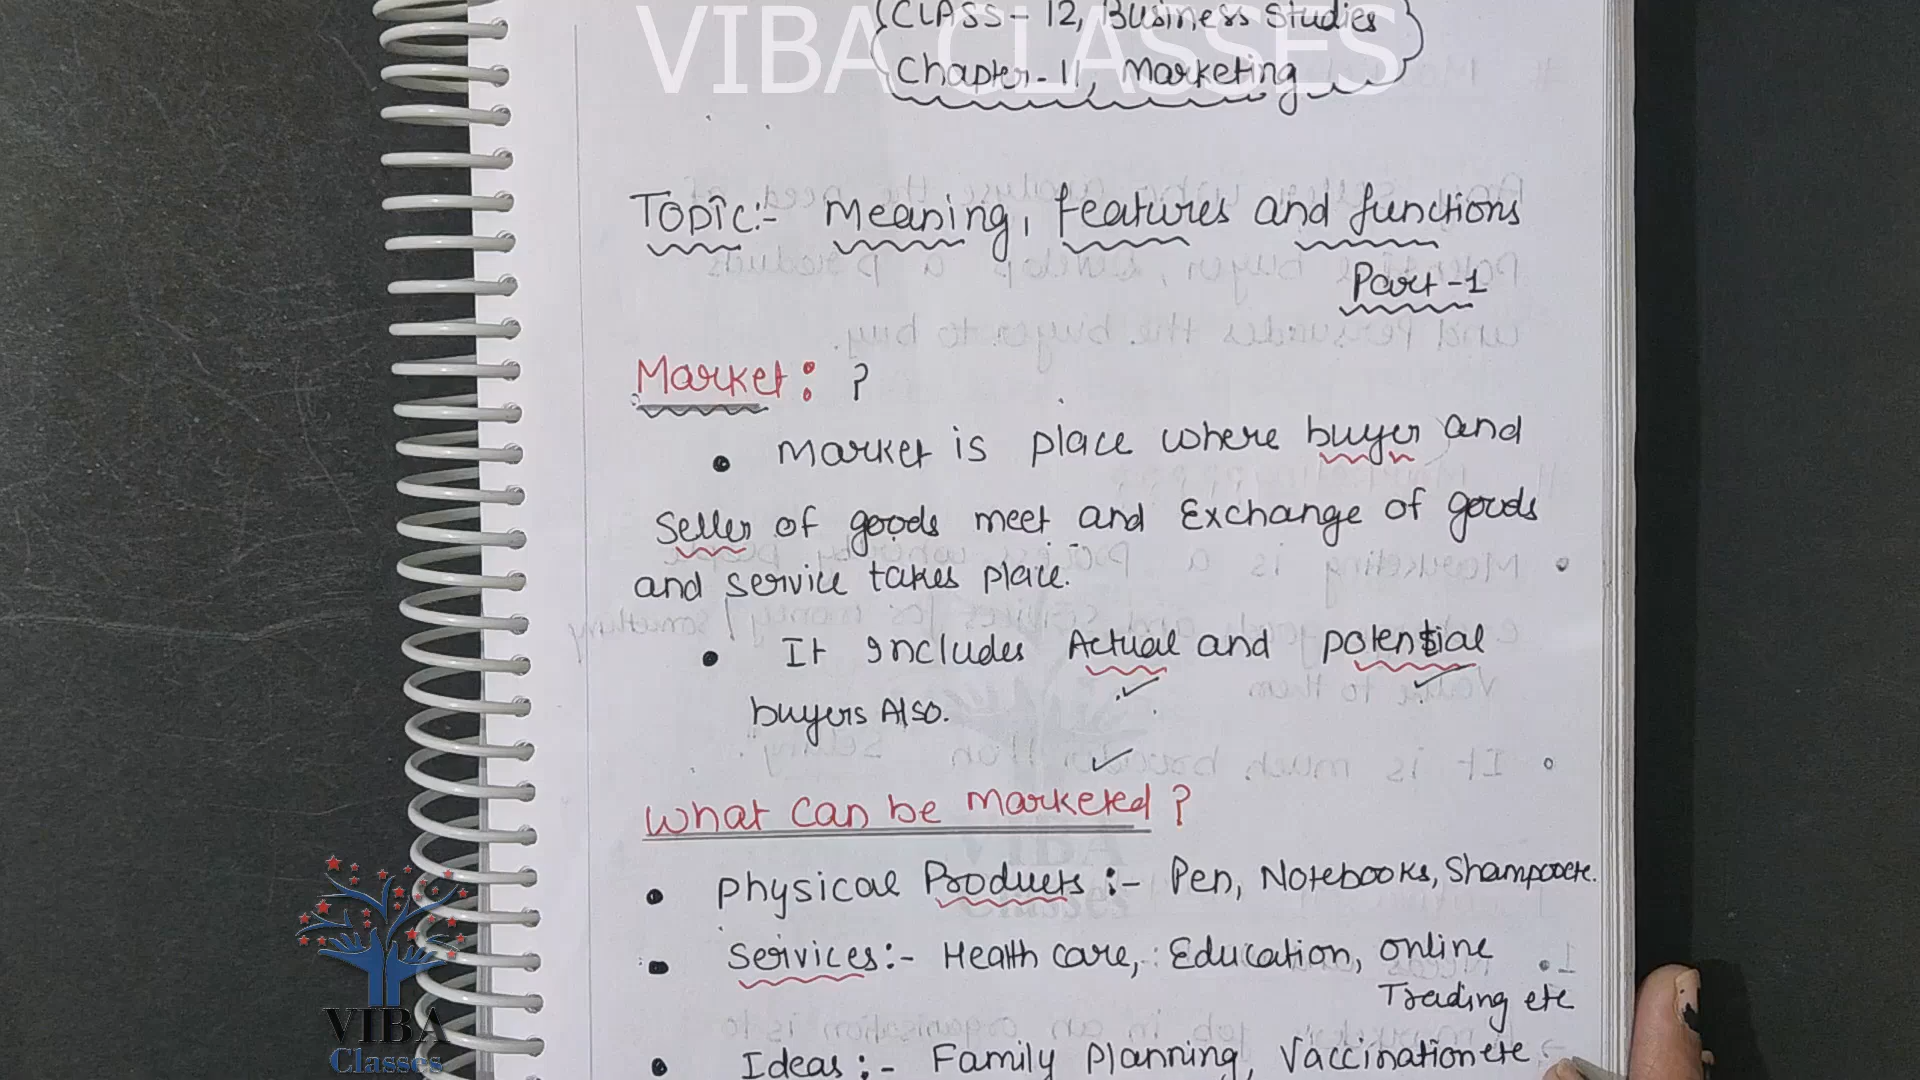 VIBA CLASSES
CLASS-12, Business Studies
Chapter-11, Marketing
TOPIC:- Meaning, features and functions
Part-1
Market: ?
• Market is place where buyer and
seller of goods meet and Exchange of goods
and service takes place.
• It includes Actual and potential
buyers Also.
What can be marketed ?
• Physical Products :- Pen, Notebooks, Shampoo etc.
• Services:- Health care, Education, online
Trading etc
• Ideas :- Family Planning, Vaccination etc
VIBA
Classes